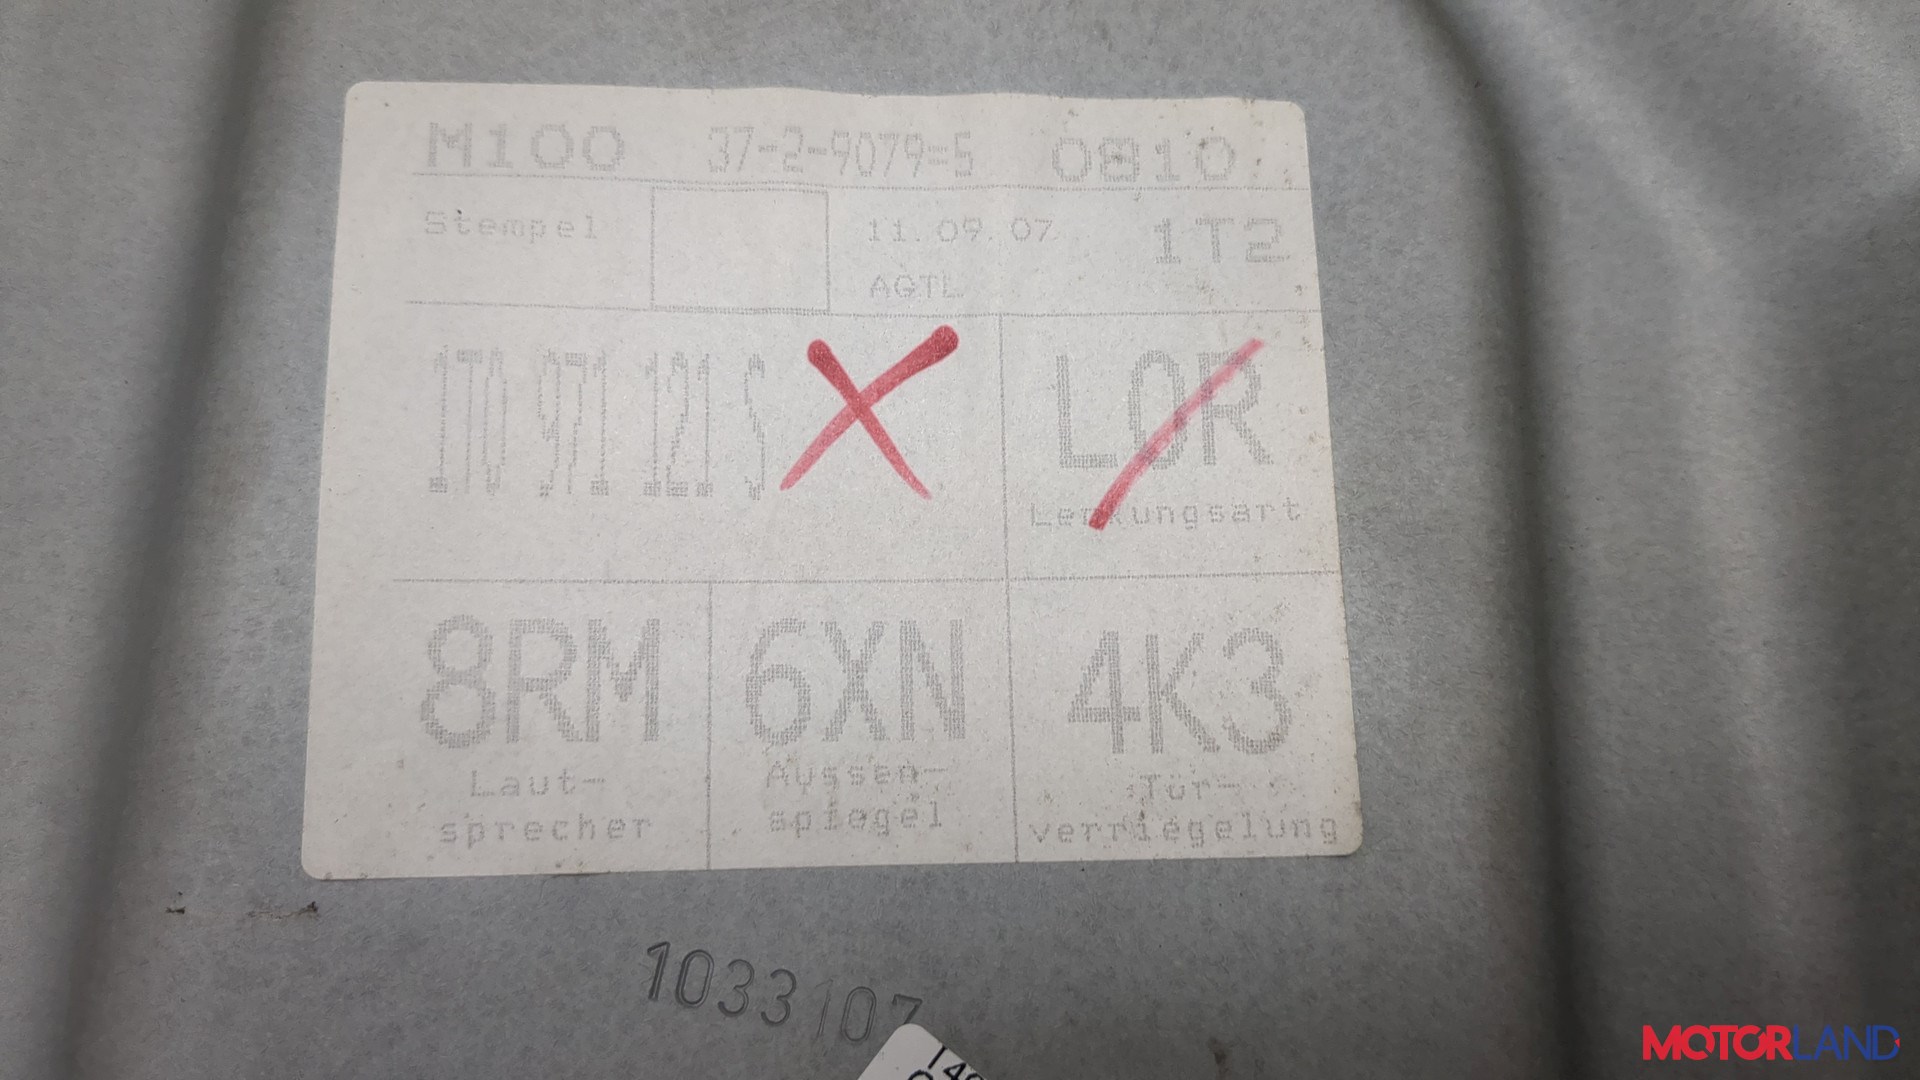 M100 37-2-9079=5 0810
Stempel 11.09.07 1T2
AGTL
1T0 971 121 S L0R
Lenkungsart
8RM 6XN 4K3
Laut- Aussen- Tür-
sprecher spiegel verriegelung
1033107
MOTORLAND